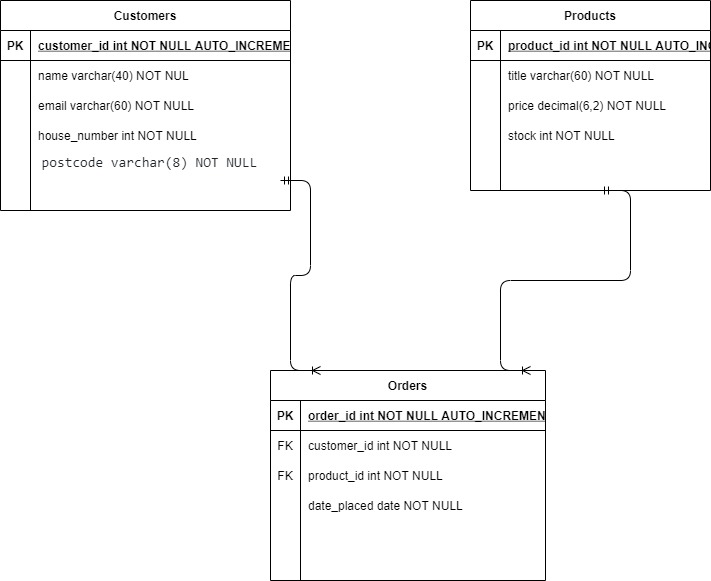 Customers
PK customer_id int NOT NULL AUTO_INCREME
name varchar(40) NOT NUL
email varchar(60) NOT NULL
house_number int NOT NULL
postcode varchar(8) NOT NULL
Products
PK product_id int NOT NULL AUTO_IN
title varchar(60) NOT NULL
price decimal(6,2) NOT NULL
stock int NOT NULL
Orders
PK order_id int NOT NULL AUTO_INCREMEN
FK customer_id int NOT NULL
FK product_id int NOT NULL
date_placed date NOT NULL